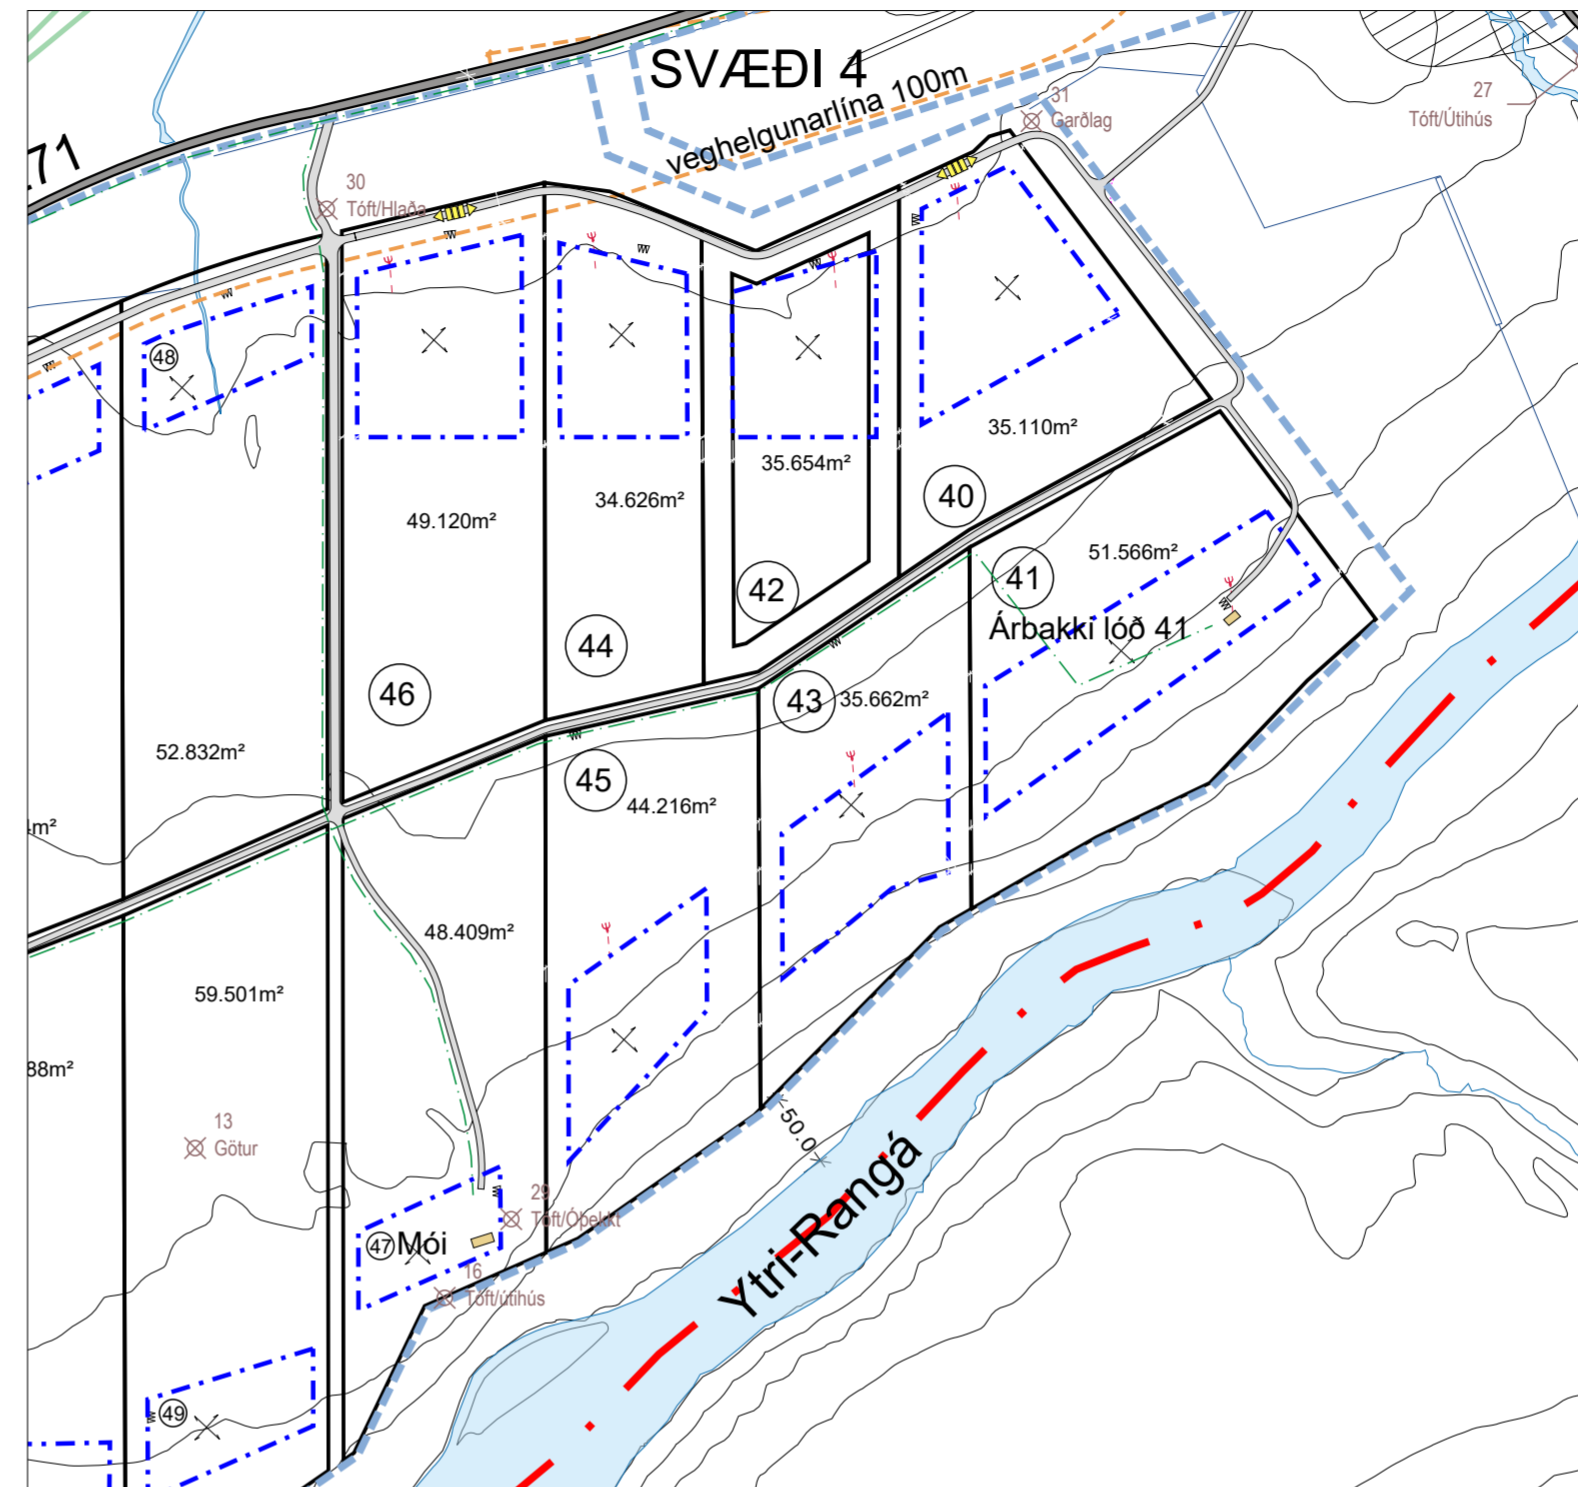 SVÆÐI 4
veghelgunarlína 100m
31
Garðlag
27
Tóft/Útihús
271
30
Tóft/Hlaða
48
35.110m²
35.654m²
34.626m²
49.120m²
40
51.566m²
41
42
Árbakki lóð 41
44
46
43
35.662m²
52.832m²
45
44.216m²
48.409m²
59.501m²
88m²
50.0
13
Götur
29
Tóft/Óþekkt
47
Mói
16
Tóft/útihús
Ytri-Rangá
49